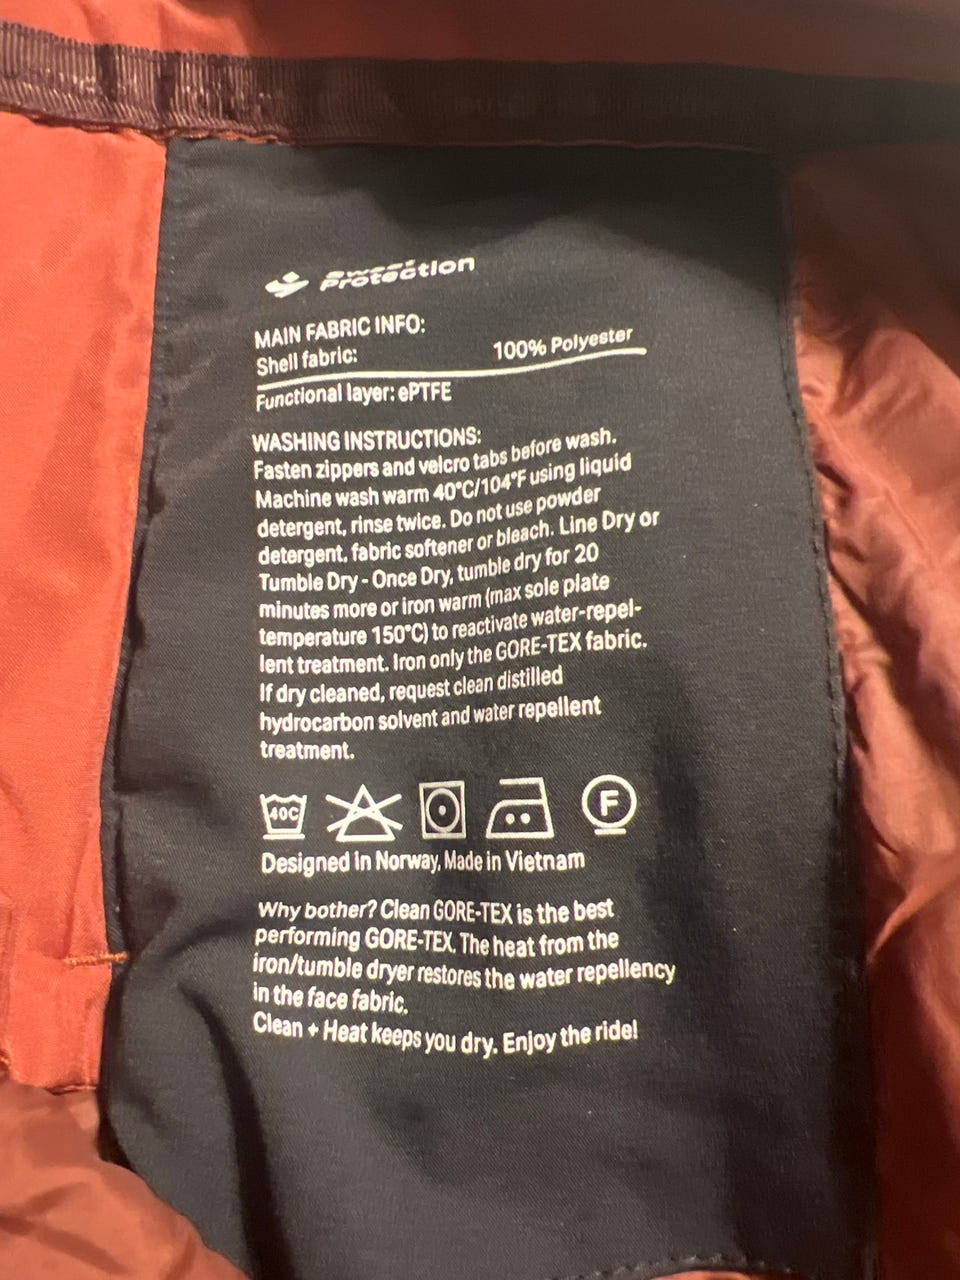 Sweet
Protection
MAIN FABRIC INFO:
Shell fabric: 100% Polyester
Functional layer: ePTFE
WASHING INSTRUCTIONS:
Fasten zippers and velcro tabs before wash.
Machine wash warm 40°C/104°F using liquid
detergent, rinse twice. Do not use powder
detergent, fabric softener or bleach. Line Dry or
Tumble Dry - Once Dry, tumble dry for 20
minutes more or iron warm (max sole plate
temperature 150°C) to reactivate water-repel-
lent treatment. Iron only the GORE-TEX fabric.
If dry cleaned, request clean distilled
hydrocarbon solvent and water repellent
treatment.
40C F
Designed in Norway, Made in Vietnam
Why bother? Clean GORE-TEX is the best
performing GORE-TEX. The heat from the
iron/tumble dryer restores the water repellency
in the face fabric.
Clean + Heat keeps you dry. Enjoy the ride!